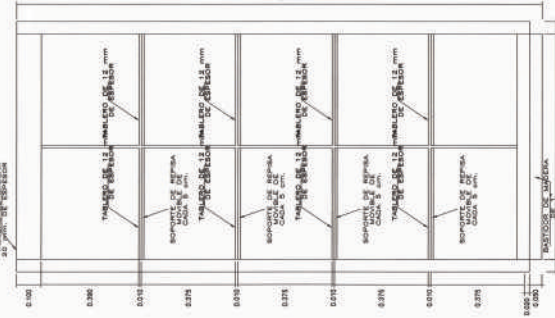 20 mm. DE ESPESOR
TABLERO DE 12 mm
DE ESPESOR
TABLERO DE 12 mm
DE ESPESOR
TABLERO DE 12 mm
DE ESPESOR
TABLERO DE 12 mm
DE ESPESOR
TABLERO DE 12 mm
DE ESPESOR
TABLERO DE 12 mm
DE ESPESOR
TABLERO DE 12 mm
DE ESPESOR
TABLERO DE 12 mm
DE ESPESOR
SOPORTE DE REPISA
MOVIBLE DE
CADA 5 cm.
SOPORTE DE REPISA
MOVIBLE DE
CADA 5 cm.
SOPORTE DE REPISA
MOVIBLE DE
CADA 5 cm.
SOPORTE DE REPISA
MOVIBLE DE
CADA 5 cm.
BASTIDOS DE MADERA
0.100
0.390
0.010
0.375
0.010
0.375
0.010
0.375
0.010
0.375
0.020
0.050